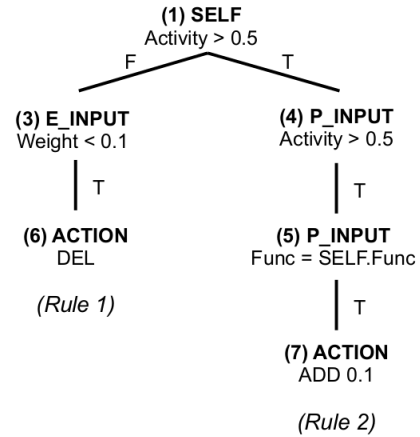 (1) SELF
Activity > 0.5
F
T
(3) E_INPUT
Weight < 0.1
(4) P_INPUT
Activity > 0.5
T
T
(6) ACTION
DEL
(5) P_INPUT
Func = SELF.Func
(Rule 1)
T
(7) ACTION
ADD 0.1
(Rule 2)